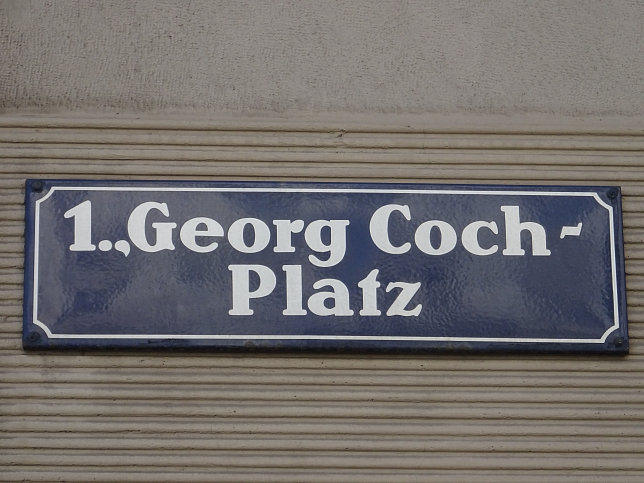 1., Georg Coch-
Platz